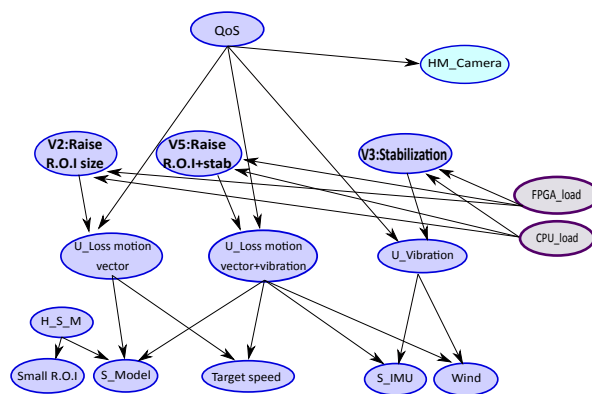 QoS
HM_Camera
V2:Raise
R.O.I size
V5:Raise
R.O.I+stab
V3:Stabilization
FPGA_load
CPU_load
U_Loss motion
vector
U_Loss motion
vector+vibration
U_Vibration
H_S_M
Small R.O.I
S_Model
Target speed
S_IMU
Wind